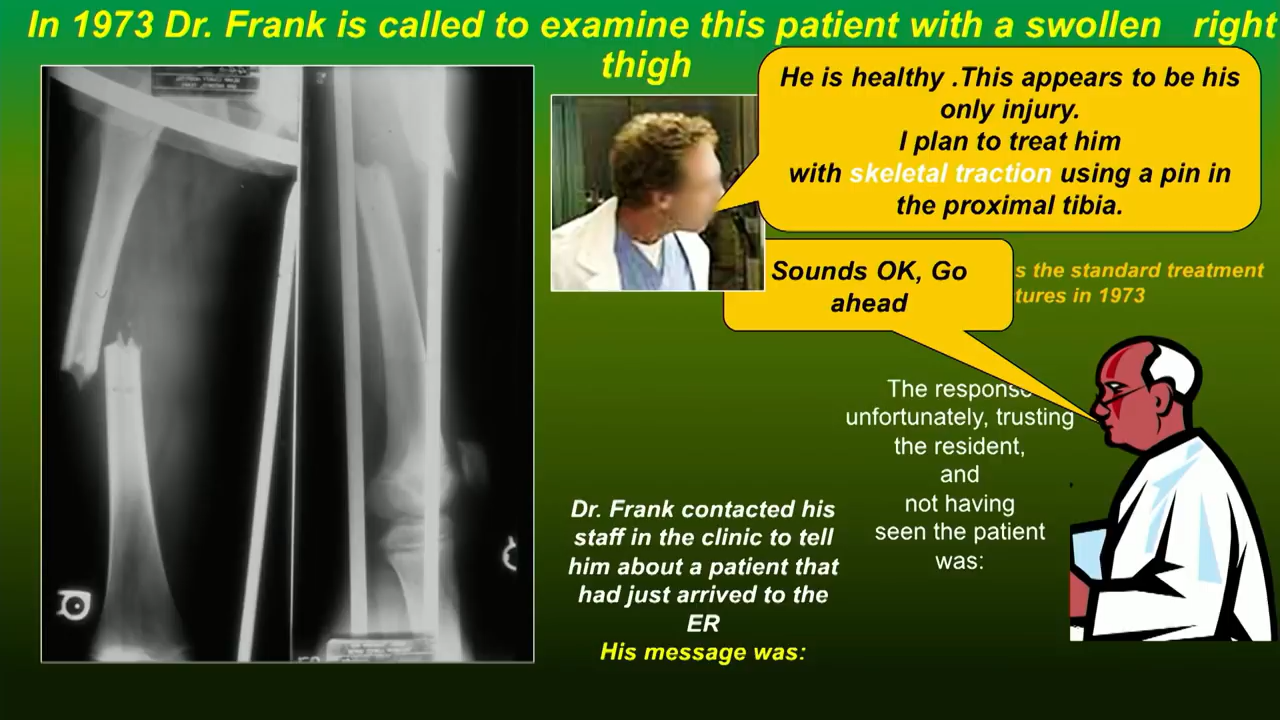 In 1973 Dr. Frank is called to examine this patient with a swollen right
thigh
He is healthy .This appears to be his
only injury.
I plan to treat him
with skeletal traction using a pin in
the proximal tibia.
Sounds OK, Go
ahead
s the standard treatment
tures in 1973
The response
unfortunately, trusting
the resident,
and
not having
seen the patient
was:
Dr. Frank contacted his
staff in the clinic to tell
him about a patient that
had just arrived to the
ER
His message was: